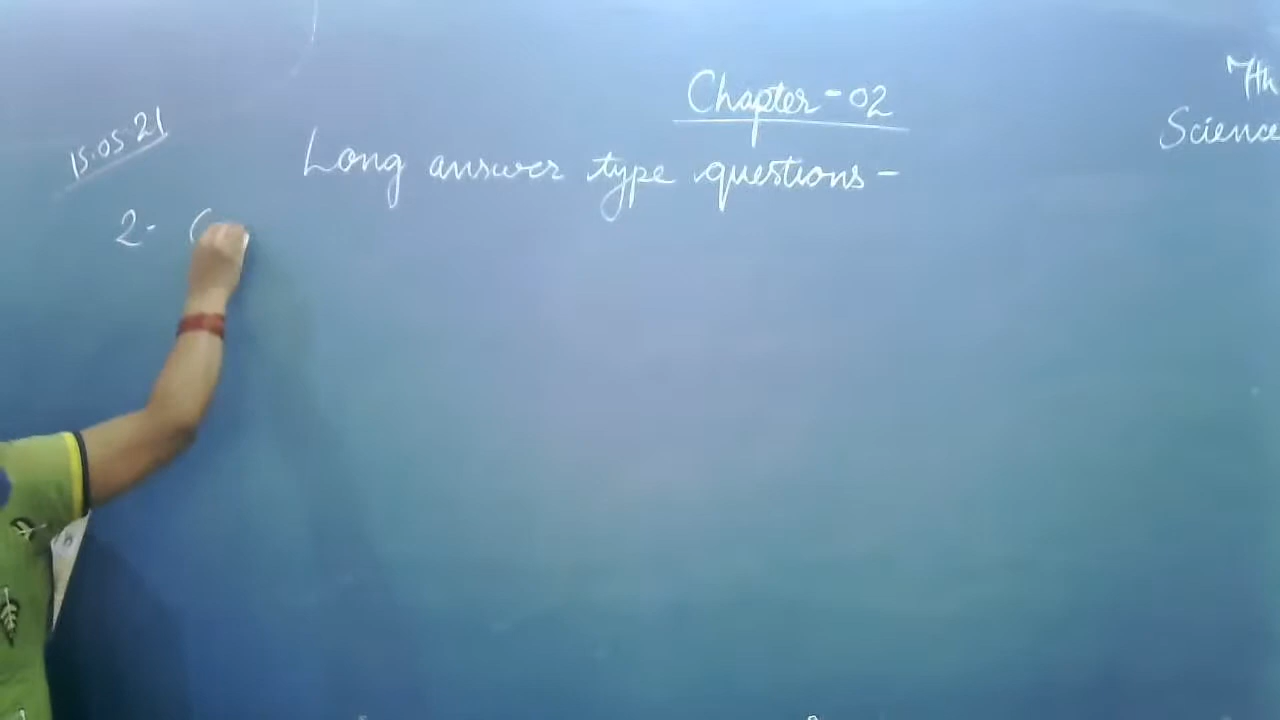 Chapter - 02
7th
Science
15.05.21
Long answer type questions -
2.